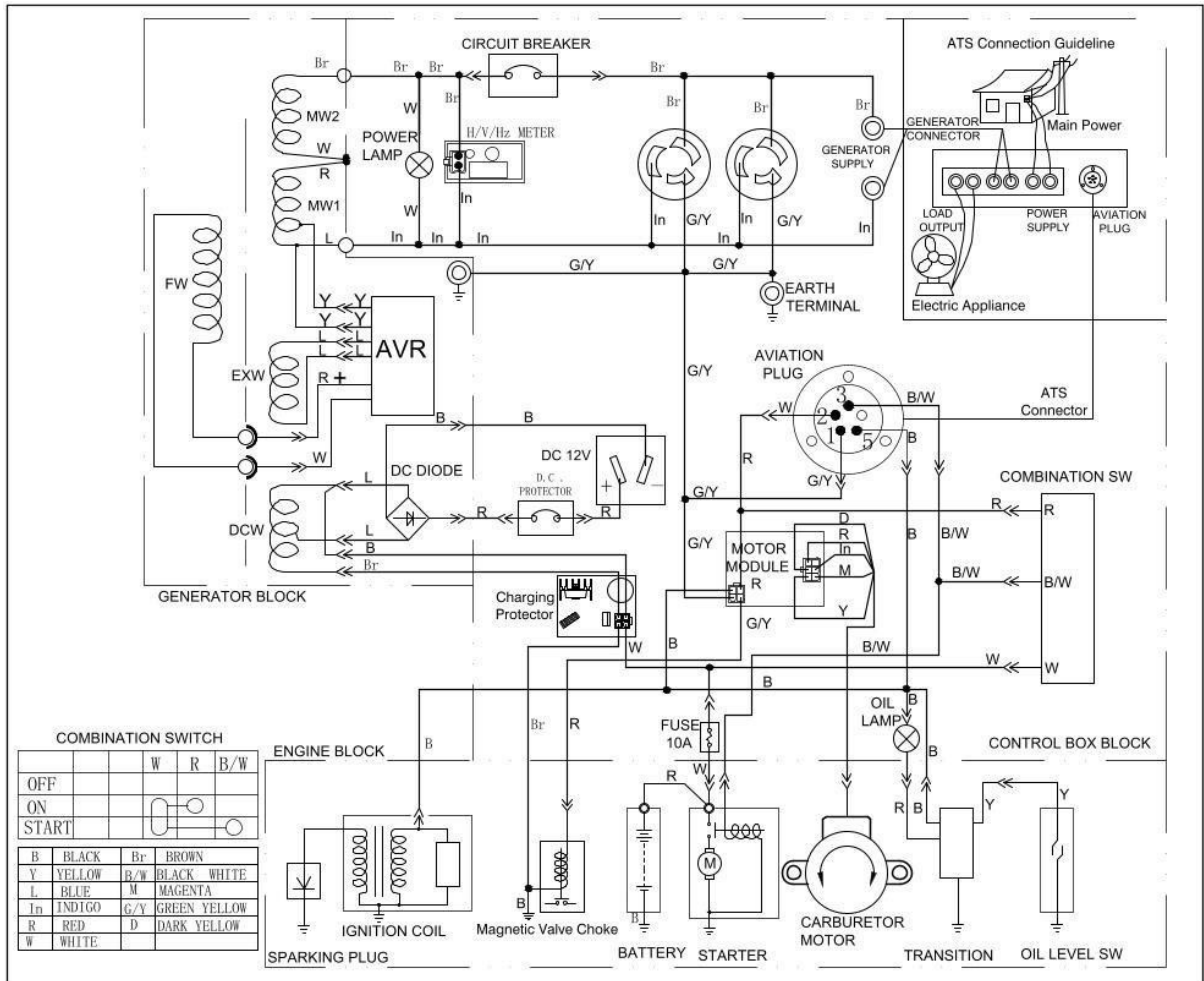 CIRCUIT BREAKER
ATS Connection Guideline
Br
Br
Br
Br
MW2
W
Br
Br
Br
Br
H/V/Hz METER
POWER
LAMP
GENERATOR
CONNECTOR
Main Power
GENERATOR
SUPPLY
W
R
MW1
W
In
In
G/Y
In
G/Y
In
LOAD
OUTPUT
POWER
SUPPLY
AVIATION
PLUG
L
In
In
In
FW
G/Y
G/Y
EARTH
TERMINAL
Electric Appliance
Y
Y
Y
Y
L
L
L
L
AVR
EXW
R
+
AVIATION
PLUG
G/Y
W
3
2
1
5
B/W
ATS
Connector
B
B
B
W
DC DIODE
DC 12V
+
−
D.C.
PROTECTOR
R
R
R
R
G/Y
G/Y
COMBINATION SW
R
R
L
L
DCW
B
Br
D
R
In
M
Y
MOTOR
MODULE
G/Y
R
G/Y
B
B/W
B/W
B/W
GENERATOR BLOCK
Charging
Protector
W
B
B/W
W
W
B
OIL
LAMP
B
COMBINATION SWITCH
W R B/W
OFF
ON
START
ENGINE BLOCK
B
Br
R
FUSE
10A
W
R
B
CONTROL BOX BLOCK
R
B
Y
Y
B BLACK Br BROWN
Y YELLOW B/W BLACK WHITE
L BLUE M MAGENTA
In INDIGO G/Y GREEN YELLOW
R RED D DARK YELLOW
W WHITE
M
B
B
SPARKING PLUG
IGNITION COIL
Magnetic Valve Choke
BATTERY
STARTER
CARBURETOR
MOTOR
TRANSITION
OIL LEVEL SW